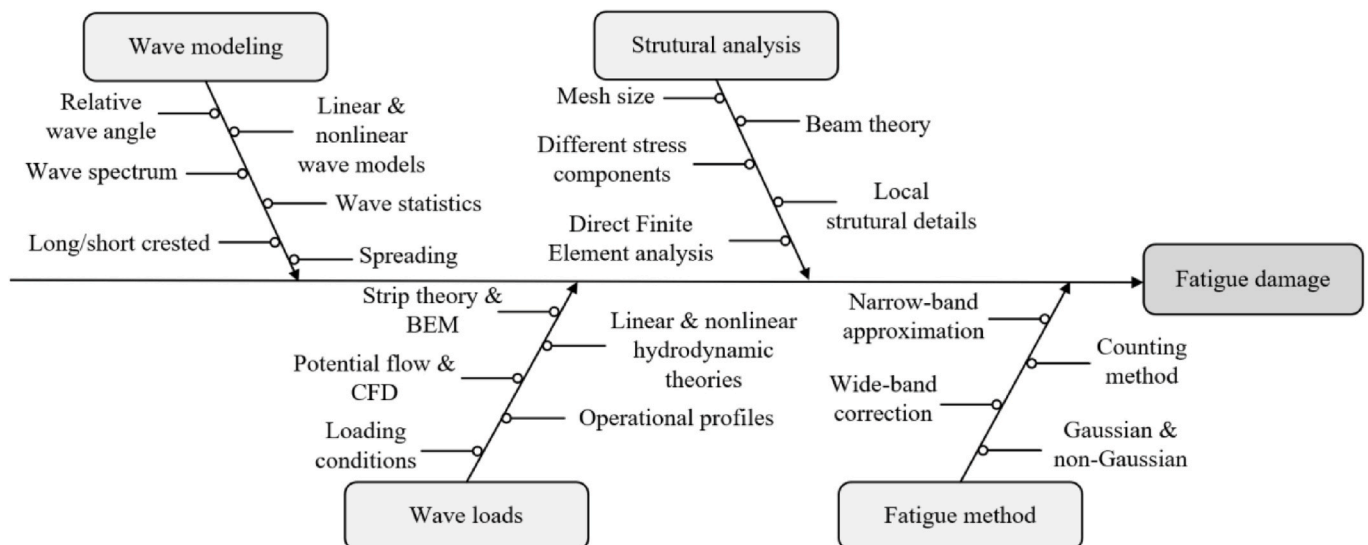 Wave modeling
Strutural analysis
Relative
wave angle
Linear &
nonlinear
wave models
Wave spectrum
Wave statistics
Long/short crested
Spreading
Mesh size
Beam theory
Different stress
components
Local
strutural details
Direct Finite
Element analysis
Fatigue damage
Strip theory &
BEM
Linear & nonlinear
hydrodynamic
theories
Potential flow &
CFD
Operational profiles
Loading
conditions
Narrow-band
approximation
Counting
method
Wide-band
correction
Gaussian &
non-Gaussian
Wave loads
Fatigue method